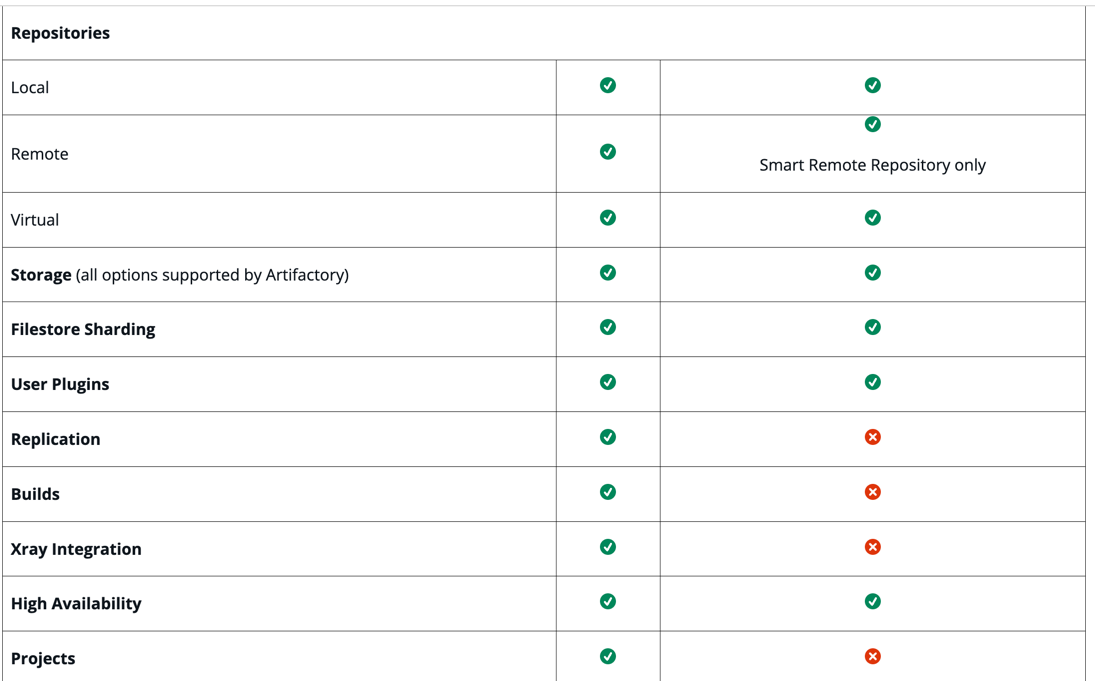 Repositories
Local
Remote
Smart Remote Repository only
Virtual
Storage (all options supported by Artifactory)
Filestore Sharding
User Plugins
Replication
Builds
Xray Integration
High Availability
Projects